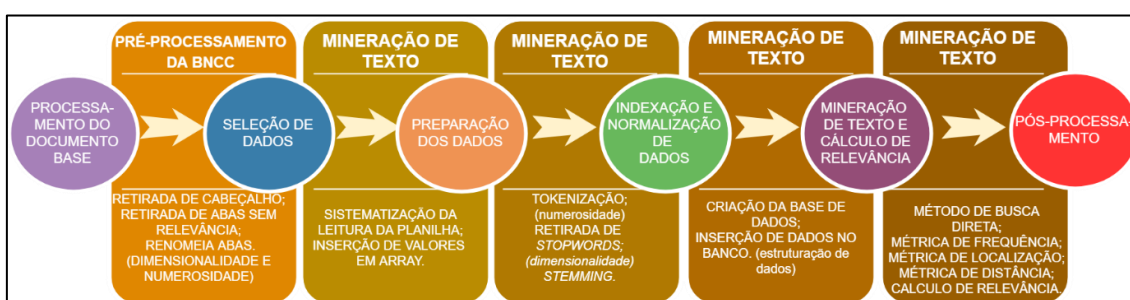 PRÉ-PROCESSAMENTO
DA BNCC
MINERAÇÃO DE
TEXTO
MINERAÇÃO DE
TEXTO
MINERAÇÃO DE
TEXTO
MINERAÇÃO DE
TEXTO
PROCESSA-
MENTO DO
DOCUMENTO
BASE
SELEÇÃO DE
DADOS
PREPARAÇÃO
DOS DADOS
INDEXAÇÃO E
NORMALIZAÇÃO
DE
DADOS
MINERAÇÃO
DE TEXTO E
CÁLCULO DE
RELEVÂNCIA
PÓS-PROCESSA-
MENTO
RETIRADA DE CABEÇALHO;
RETIRADA DE ABAS SEM
RELEVÂNCIA;
RENOMEIA ABAS.
(DIMENSIONALIDADE E
NUMEROSIDADE)
SISTEMATIZAÇÃO DA
LEITURA DA PLANILHA;
INSERÇÃO DE VALORES
EM ARRAY.
TOKENIZAÇÃO;
(numerosidade)
RETIRADA DE
STOPWORDS;
(dimensionalidade)
STEMMING.
CRIAÇÃO DA BASE DE
DADOS;
INSERÇÃO DE DADOS NO
BANCO. (estruturação de
dados)
MÉTODO DE BUSCA
DIRETA;
MÉTRICA DE FREQUÊNCIA;
MÉTRICA DE LOCALIZAÇÃO;
MÉTRICA DE DISTÂNCIA;
CALCULO DE RELEVÂNCIA.